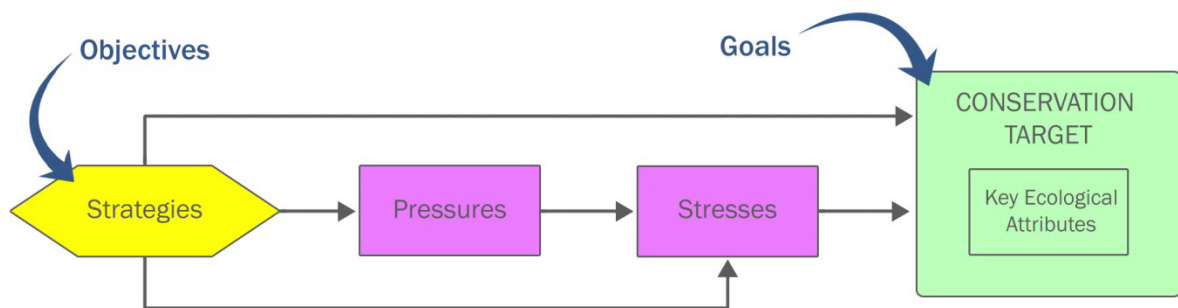 Objectives
Goals
CONSERVATION
TARGET
Strategies
Pressures
Stresses
Key Ecological
Attributes